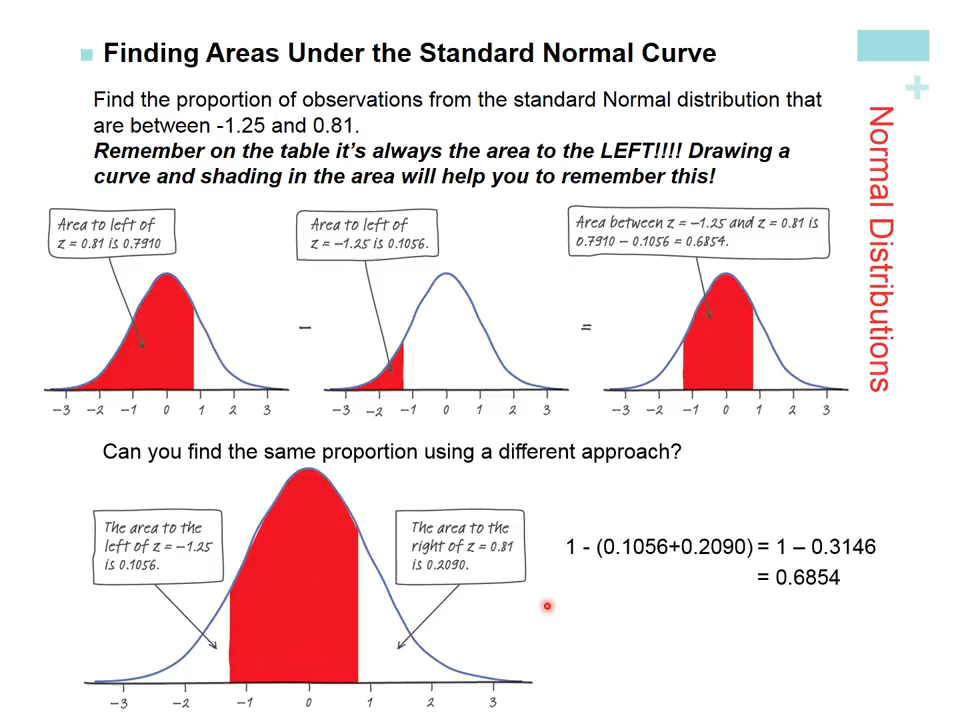 Finding Areas Under the Standard Normal Curve
+
Normal Distributions
Find the proportion of observations from the standard Normal distribution that
are between -1.25 and 0.81.
Remember on the table it’s always the area to the LEFT!!!! Drawing a
curve and shading in the area will help you to remember this!
Area to left of
z = 0.81 is 0.7910
Area to left of
z = −1.25 is 0.1056.
Area between z = −1.25 and z = 0.81 is
0.7910 − 0.1056 = 0.6854.
−
=
−3 −2 −1 0 1 2 3
−3 −2 −1 0 1 2 3
−3 −2 −1 0 1 2 3
Can you find the same proportion using a different approach?
The area to the
left of z = −1.25
is 0.1056.
The area to the
right of z = 0.81
is 0.2090.
1 - (0.1056+0.2090) = 1 – 0.3146
= 0.6854
−3 −2 −1 0 1 2 3